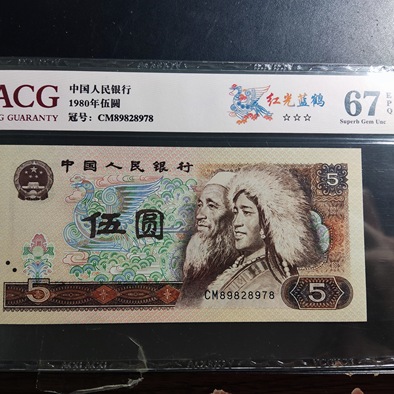 ACG
NG GUARANTY
中国人民银行
1980年伍圆
冠号: CM89828978
红光蓝鹤
☆☆☆
67
EPQ
Superb Gem Unc
中国人民银行
5
伍圆
CM89828978
5
5